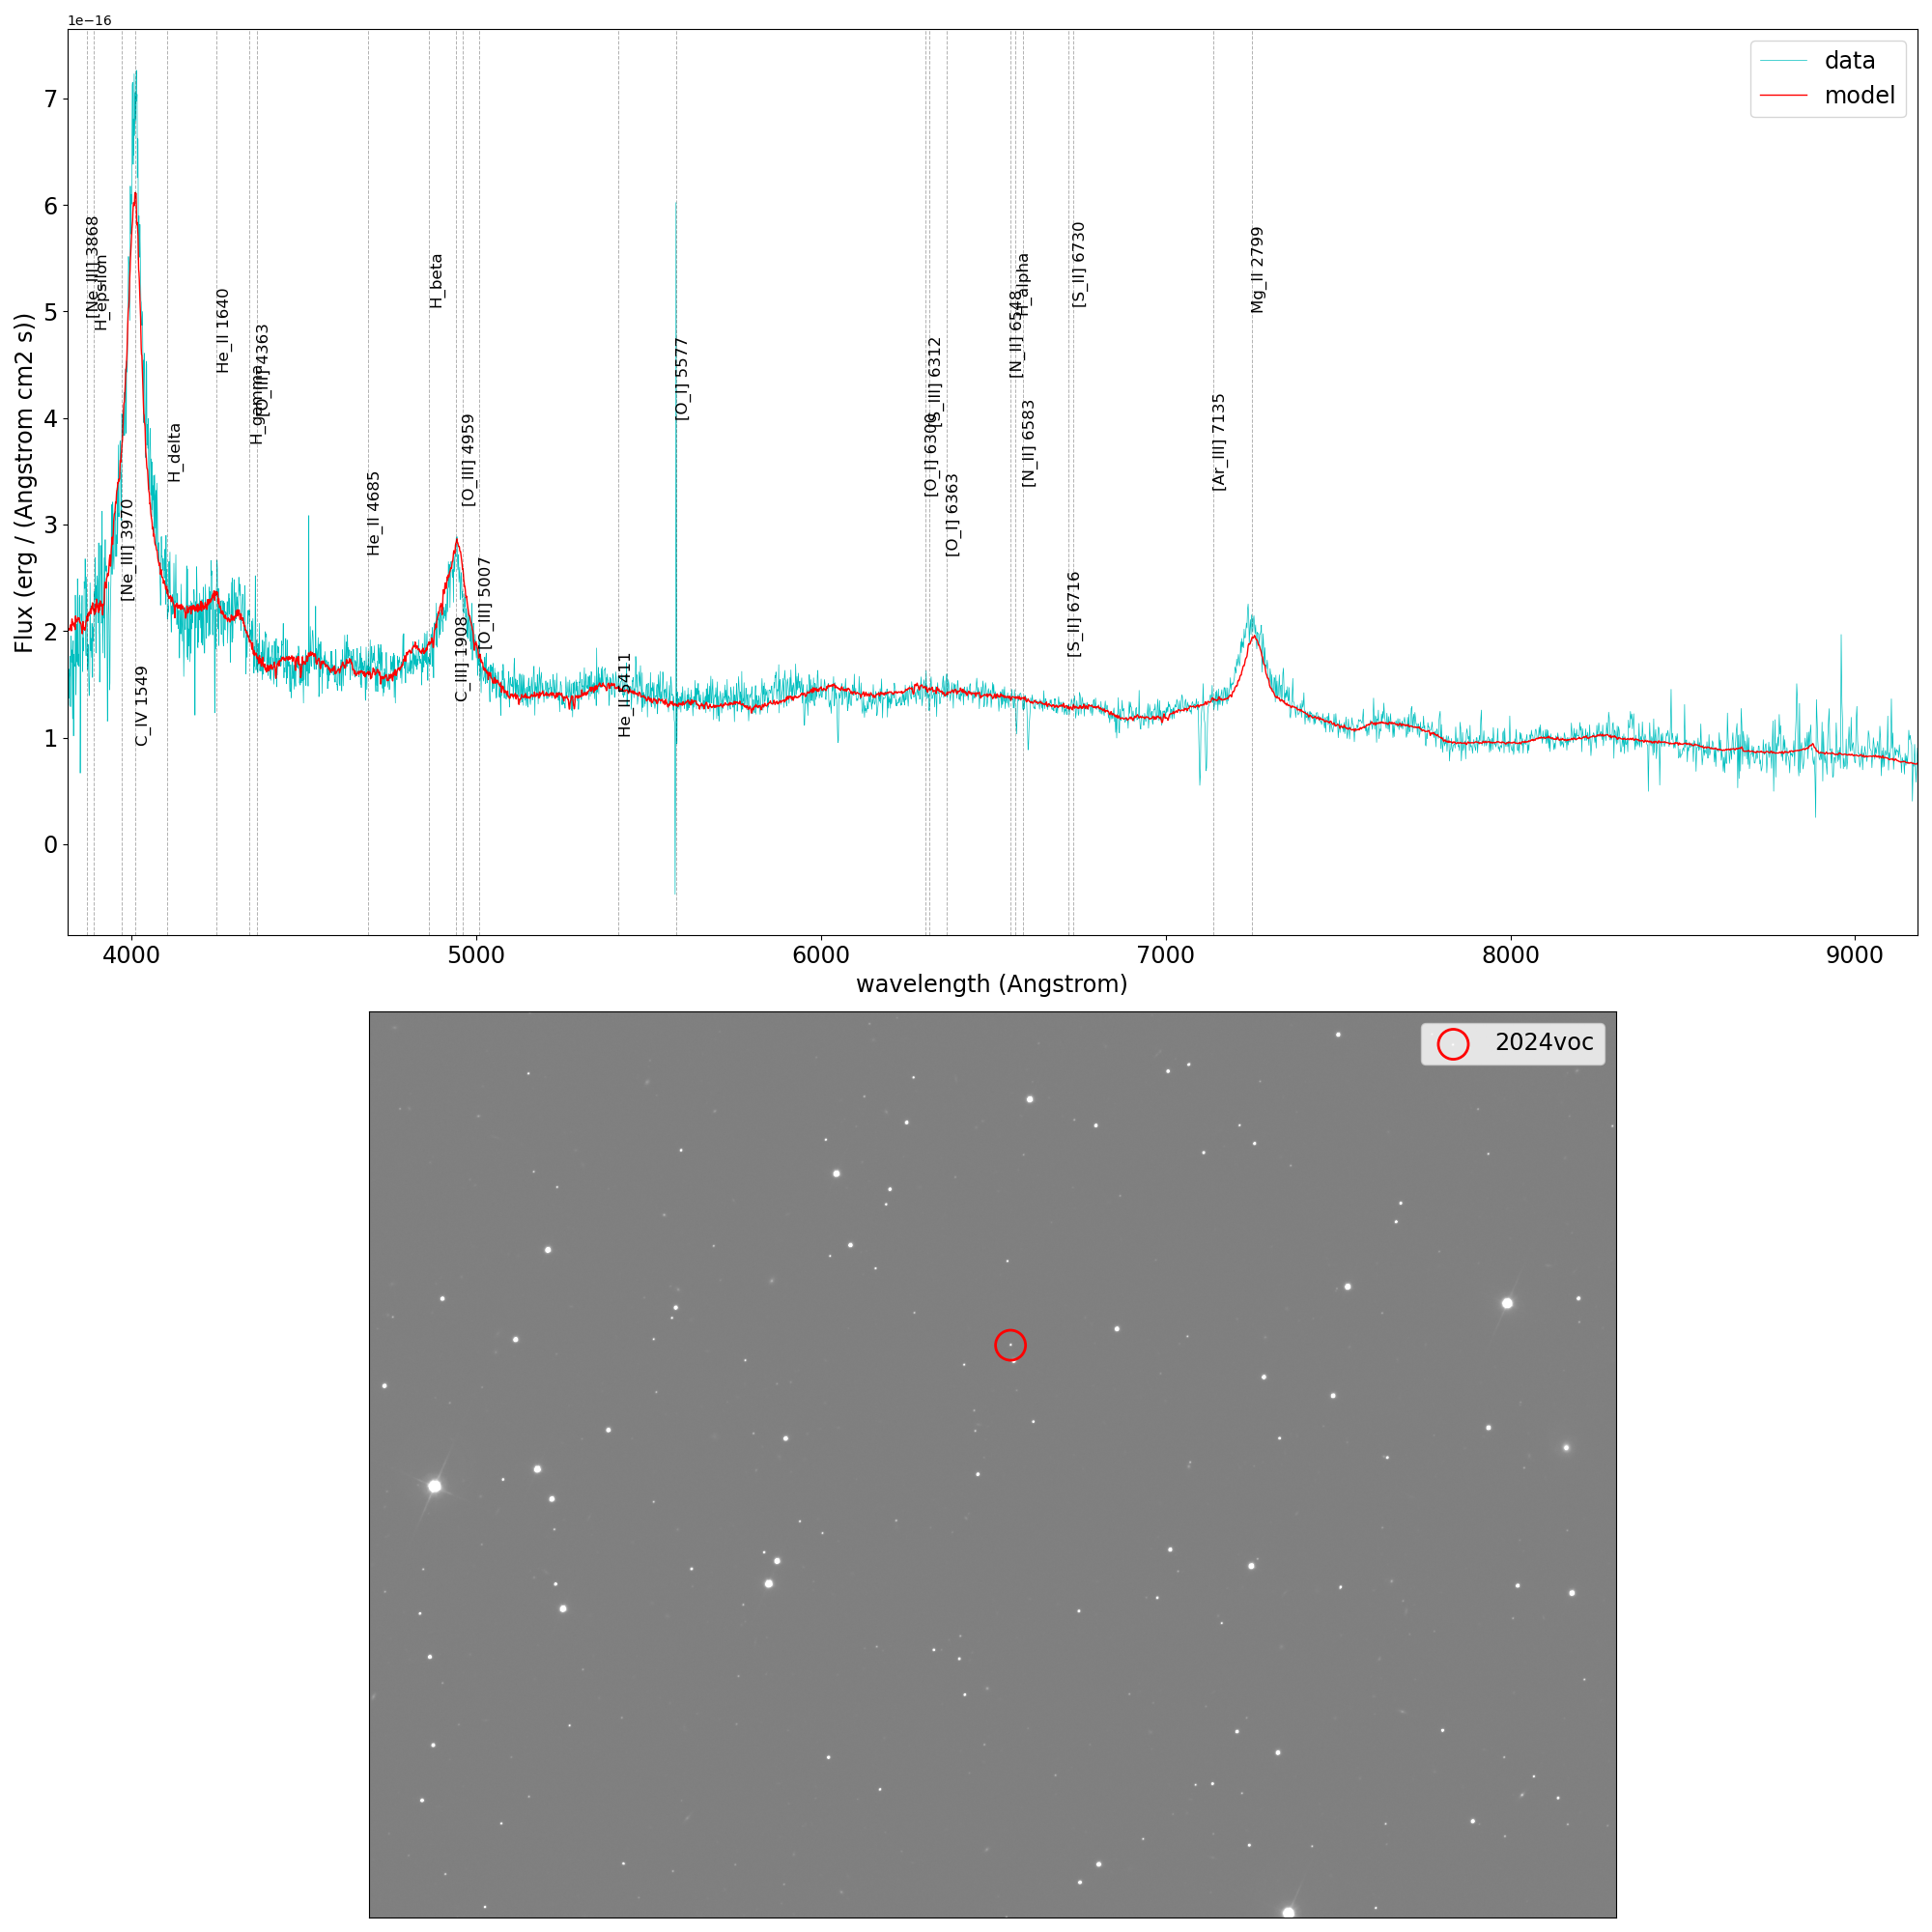 1e−16
data
model
7
6
5
4
3
2
1
0
Flux (erg / (Angstrom cm2 s))
[Ne_III] 3868
H_epsilon
[Ne_III] 3970
C_IV 1549
H_delta
He_II 1640
H_gamma
[O_III] 4363
He_II 4685
H_beta
C_III] 1908
[O_III] 4959
[O_III] 5007
He_II 5411
[O_I] 5577
[O_I] 6300
[S_III] 6312
[O_I] 6363
[N_II] 6548
H_alpha
[N_II] 6583
[S_II] 6716
[S_II] 6730
[Ar_III] 7135
Mg_II 2799
4000
5000
6000
7000
8000
9000
wavelength (Angstrom)
2024voc